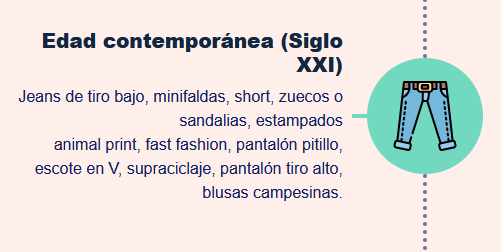 Edad contemporánea (Siglo
XXI)
Jeans de tiro bajo, minifaldas, short, zuecos o
sandalias, estampados
animal print, fast fashion, pantalón pitillo,
escote en V, supraciclaje, pantalón tiro alto,
blusas campesinas.